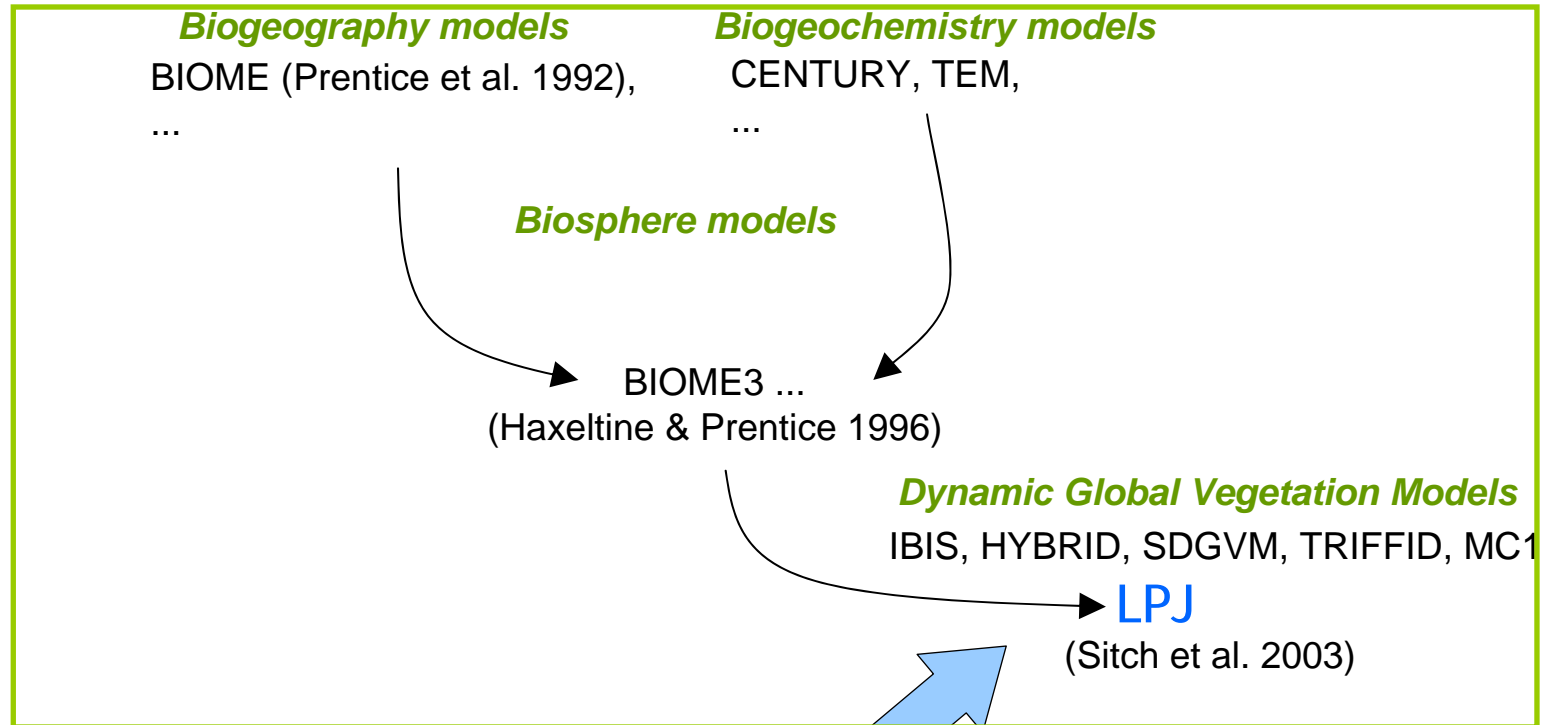 Biogeography models
BIOME (Prentice et al. 1992),
...
Biogeochemistry models
CENTURY, TEM,
...
Biosphere models
BIOME3 ...
(Haxeltine & Prentice 1996)
Dynamic Global Vegetation Models
IBIS, HYBRID, SDGVM, TRIFFID, MC1
LPJ
(Sitch et al. 2003)